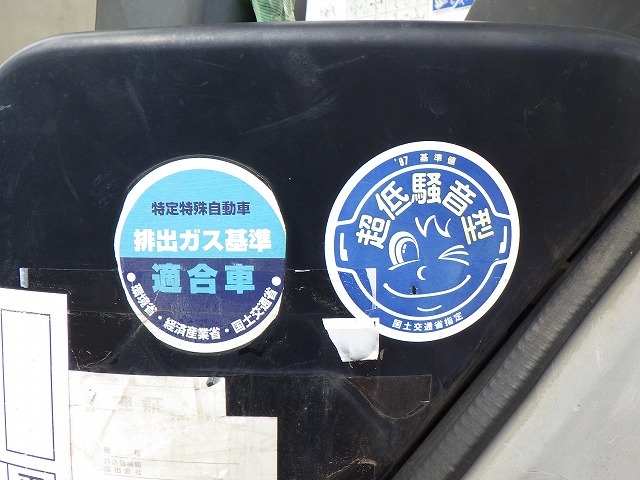 特定特殊自動車
排出ガス基準
適合車
・環境省・経済産業省・国土交通省
'97 基準値
超低騒音型
国土交通省指定